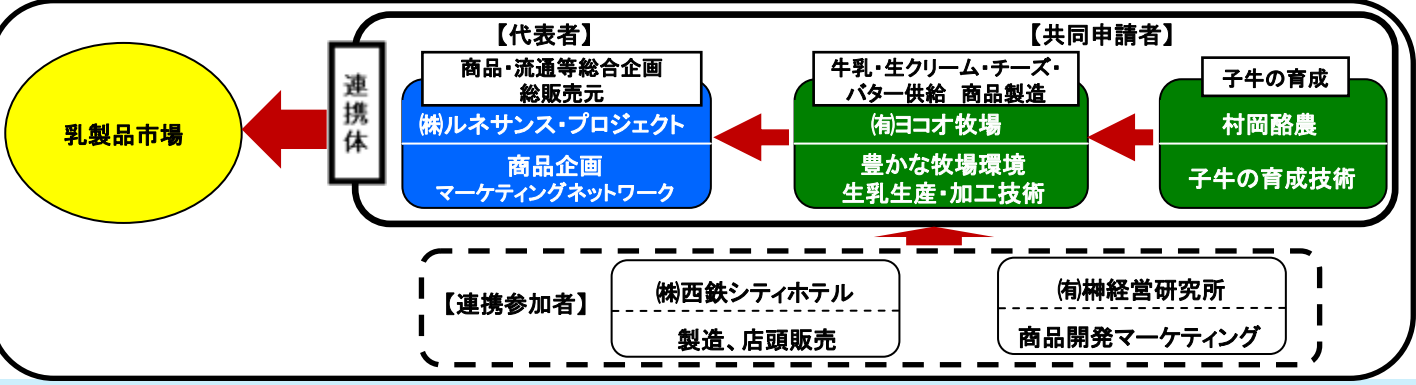 【代表者】
【共同申請者】
乳製品市場
連携体
商品・流通等総合企画
総販売元
㈱ルネサンス・プロジェクト
商品企画
マーケティングネットワーク
牛乳・生クリーム・チーズ・
バター供給 商品製造
㈲ヨコオ牧場
豊かな牧場環境
生乳生産・加工技術
子牛の育成
村岡酪農
子牛の育成技術
【連携参加者】
㈱西鉄シティホテル
製造、店頭販売
㈲榊経営研究所
商品開発マーケティング